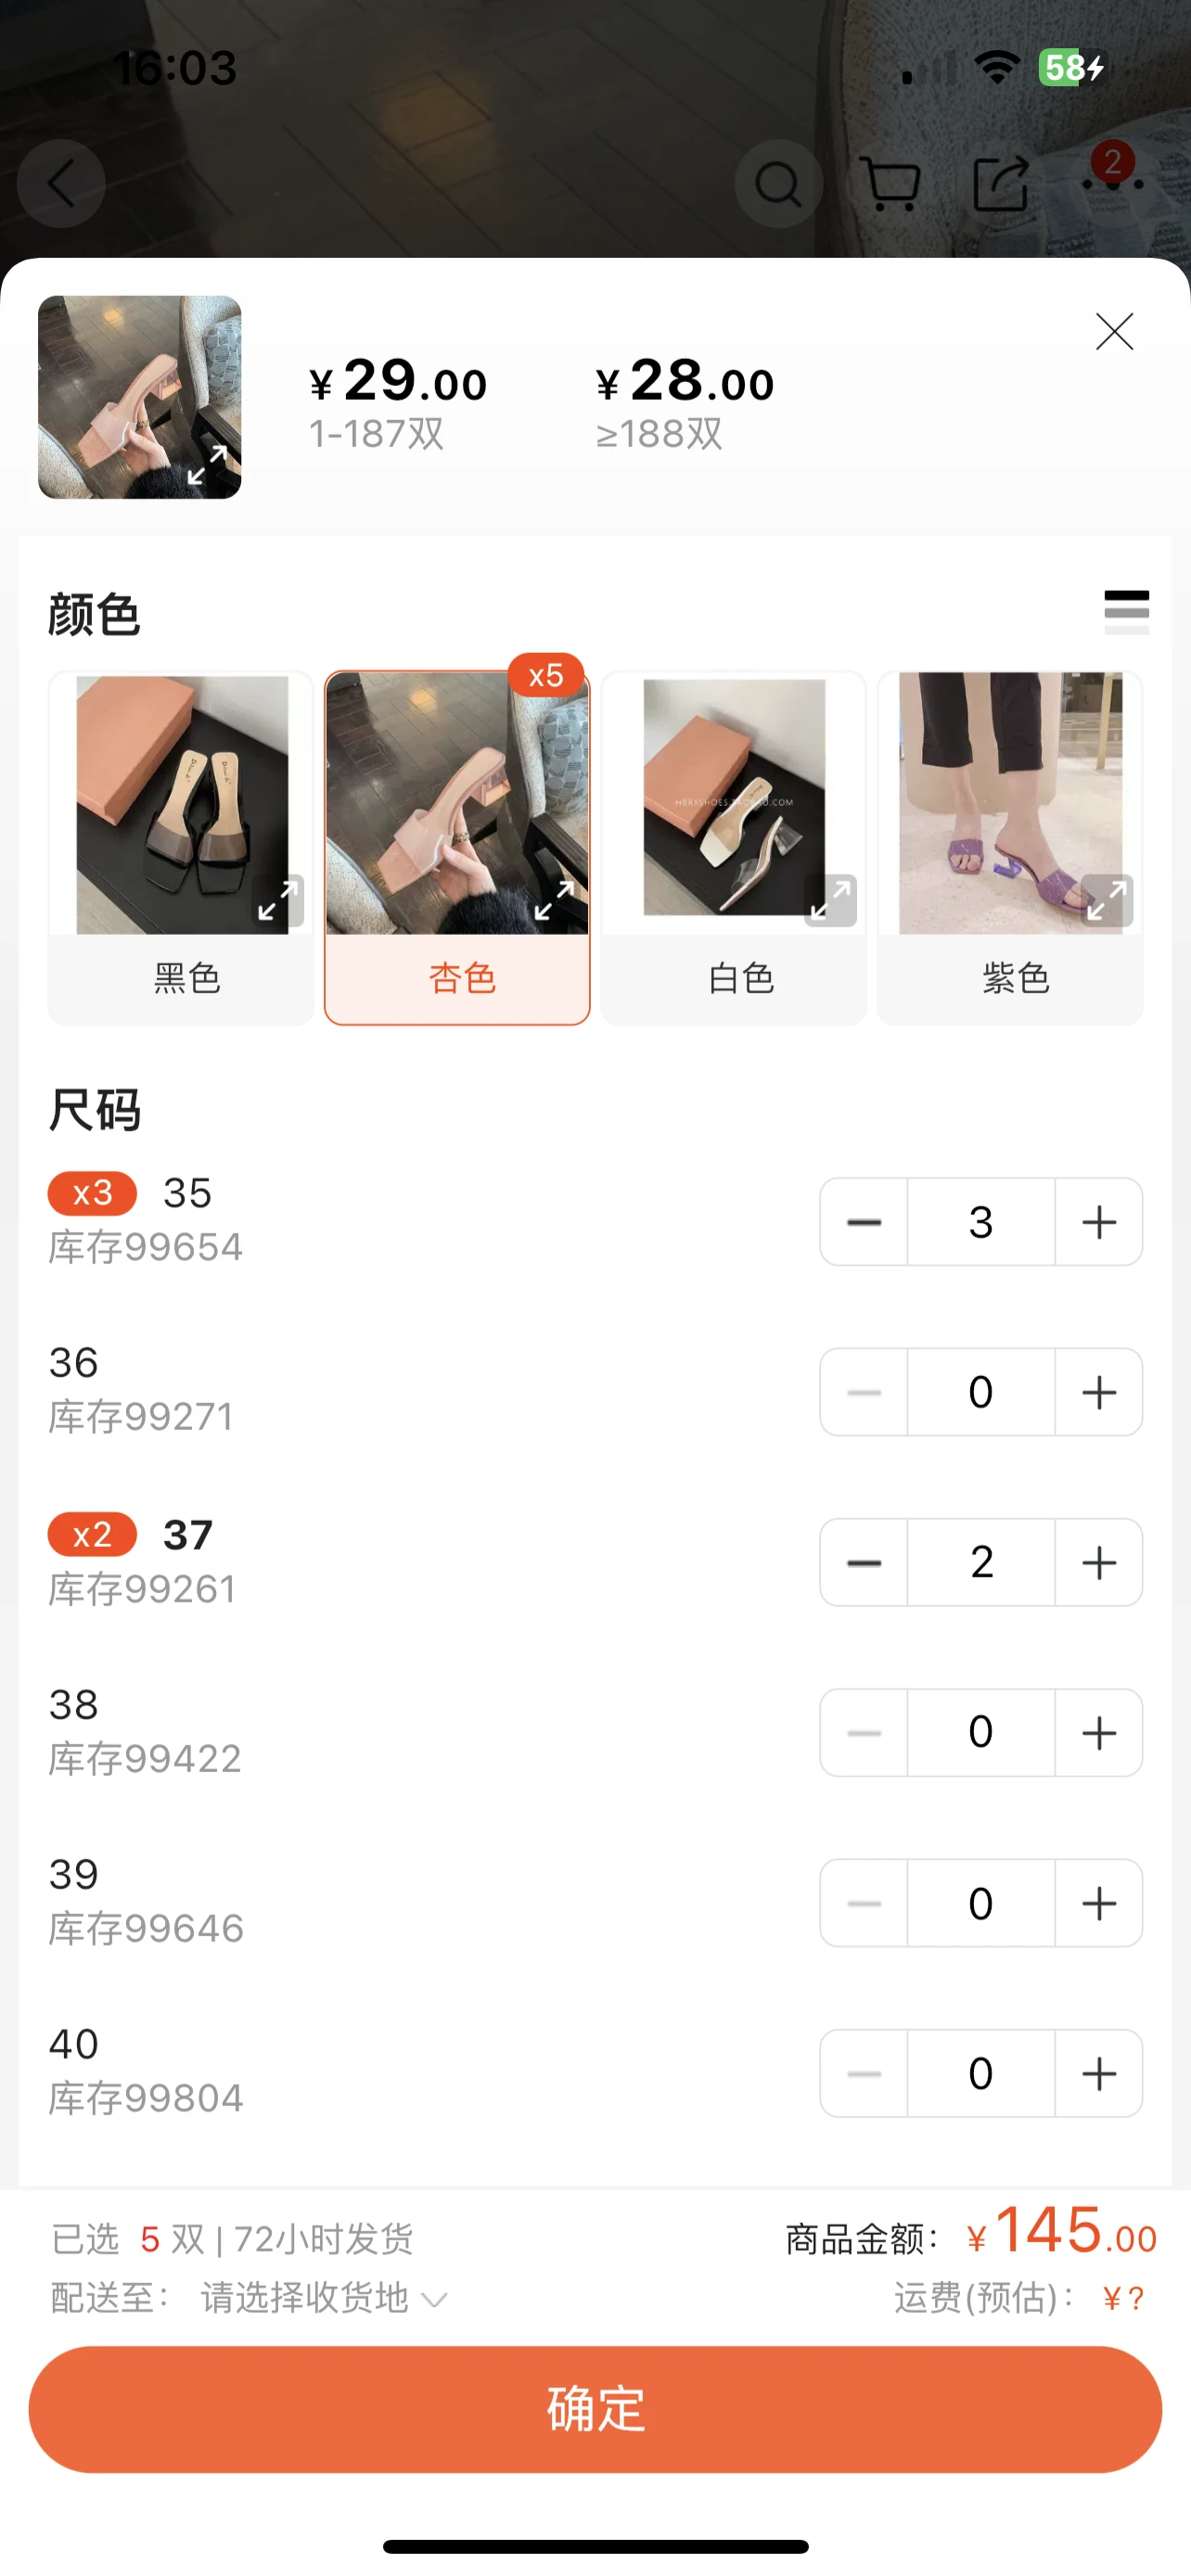 16:03
58
2
¥29.00 ¥28.00
1-187双 ≥188双
颜色
x5
HBRXSHOES.TAOBAO.COM
黑色 杏色 白色 紫色
尺码
x3 35
库存99654
3
36
库存99271
0
x2 37
库存99261
2
38
库存99422
0
39
库存99646
0
40
库存99804
0
已选 5 双 | 72小时发货 商品金额: ¥145.00
配送至: 请选择收货地 运费(预估): ¥?
确定